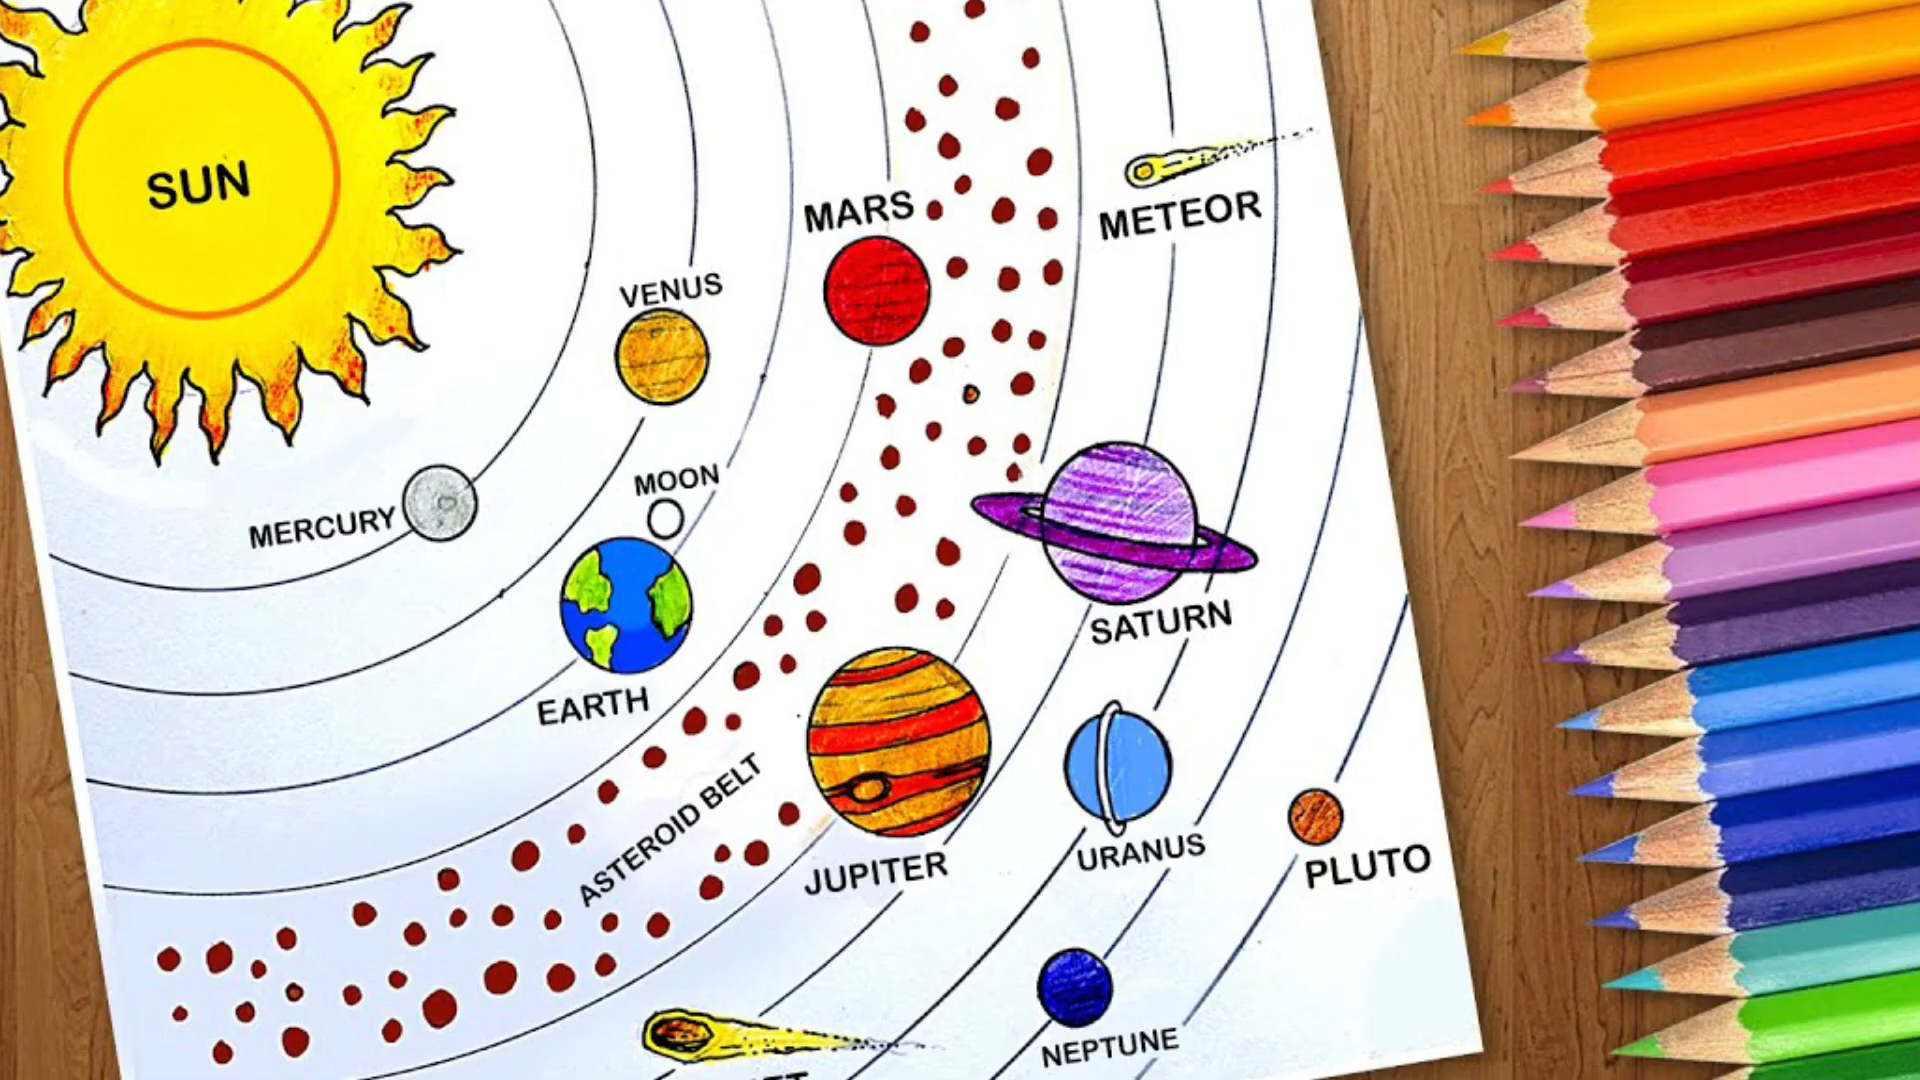 SUN
MARS
METEOR
VENUS
MOON
MERCURY
SATURN
EARTH
ASTEROID BELT
JUPITER
URANUS
PLUTO
NEPTUNE